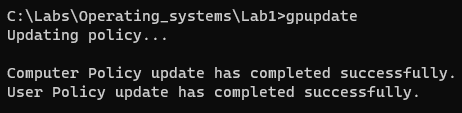 C:\Labs\Operating_systems\Lab1>gpupdate
Updating policy...

Computer Policy update has completed successfully.
User Policy update has completed successfully.